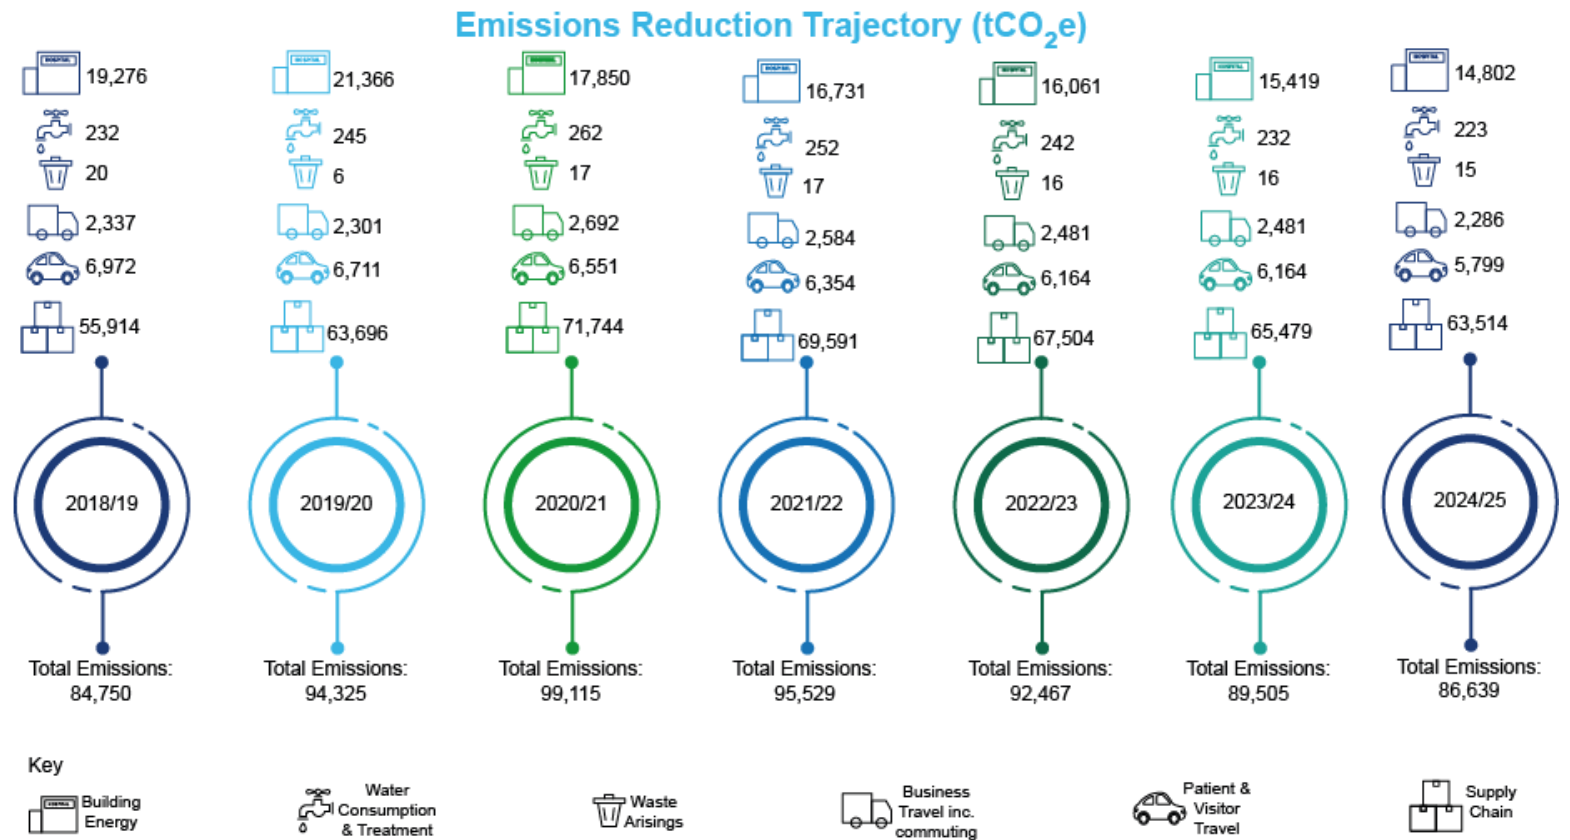 Emissions Reduction Trajectory (tCO₂e)
19,276
232
20
2,337
6,972
55,914
2018/19
Total Emissions:
84,750
HOSPITAL
21,366
245
6
2,301
6,711
63,696
2019/20
Total Emissions:
94,325
HOSPITAL
17,850
262
17
2,692
6,551
71,744
2020/21
Total Emissions:
99,115
HOSPITAL
16,731
252
17
2,584
6,354
69,591
2021/22
Total Emissions:
95,529
HOSPITAL
16,061
242
16
2,481
6,164
67,504
2022/23
Total Emissions:
92,467
HOSPITAL
15,419
232
16
2,481
6,164
65,479
2023/24
Total Emissions:
89,505
HOSPITAL
14,802
223
15
2,286
5,799
63,514
2024/25
Total Emissions:
86,639
Key
Building
Energy
Water
Consumption
& Treatment
Waste
Arisings
Business
Travel inc.
commuting
Patient &
Visitor
Travel
Supply
Chain